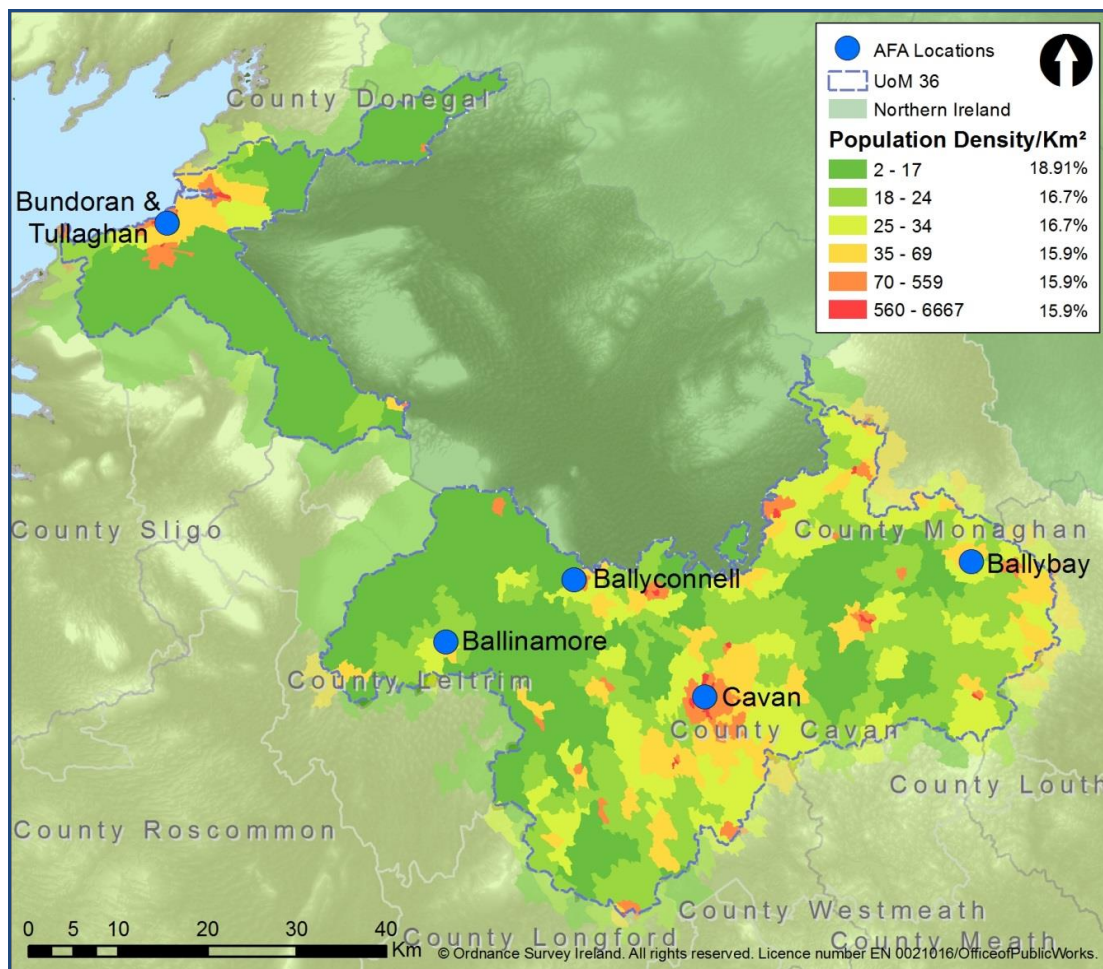 AFA Locations
UoM 36
Northern Ireland
Population Density/Km²
2 - 17 18.91%
18 - 24 16.7%
25 - 34 16.7%
35 - 69 15.9%
70 - 559 15.9%
560 - 6667 15.9%
County Donegal
Bundoran &
Tullaghan
County Sligo
County Monaghan
Ballybay
Ballyconnell
Ballinamore
County Leitrim
Cavan
County Cavan
County Louth
County Roscommon
County Westmeath
County Longford
County Meath
0 5 10 20 30 40
Km
© Ordnance Survey Ireland. All rights reserved. Licence number EN 0021016/OfficeofPublicWorks.